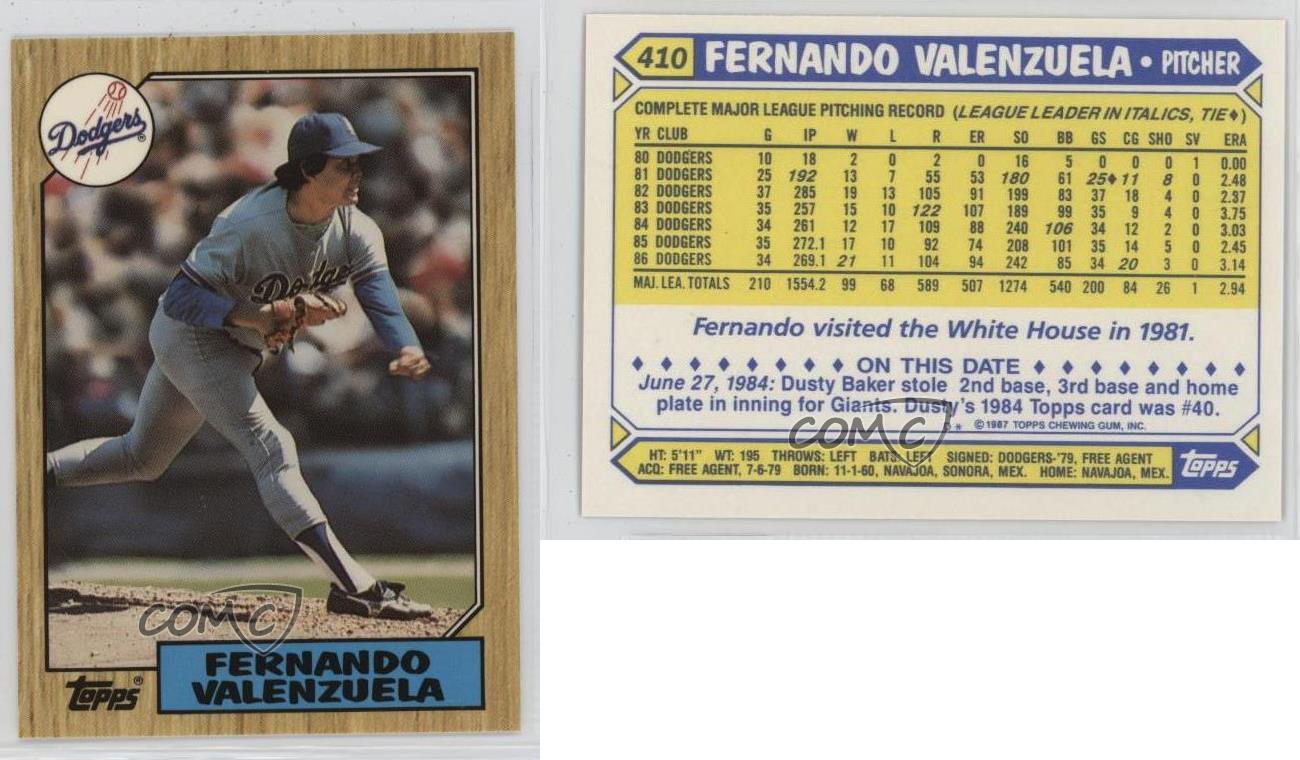 Dodgers®
Dodge
COMC
Topps®
FERNANDO
VALENZUELA
410 FERNANDO VALENZUELA • PITCHER
COMPLETE MAJOR LEAGUE PITCHING RECORD (LEAGUE LEADER IN ITALICS, TIE♦)
YR CLUB G IP W L R ER SO BB GS CG SHO SV ERA
80 DODGERS 10 18 2 0 2 0 16 5 0 0 0 1 0.00
81 DODGERS 25 192 13 7 55 53 180 61 25♦ 11 8 0 2.48
82 DODGERS 37 285 19 13 105 91 199 83 37 18 4 0 2.87
83 DODGERS 35 257 15 10 122 107 189 99 35 9 4 0 3.75
84 DODGERS 34 261 12 17 109 88 240 106 34 12 2 0 3.03
85 DODGERS 35 272.1 17 10 92 74 208 101 35 14 5 0 2.45
86 DODGERS 34 269.1 21 11 104 94 242 85 34 20 3 0 3.14
MAJ. LEA. TOTALS 210 1554.2 99 68 589 507 1274 540 200 84 26 1 2.94
Fernando visited the White House in 1981.
♦ ♦ ♦ ♦ ♦ ♦ ♦ ♦ ON THIS DATE ♦ ♦ ♦ ♦ ♦ ♦ ♦ ♦
June 27, 1984: Dusty Baker stole 2nd base, 3rd base and home
plate in inning for Giants. Dusty's 1984 Topps card was #40.
COMC
D* ©1987 TOPPS CHEWING GUM, INC.
HT: 5'11" WT: 195 THROWS: LEFT BATS: LEFT SIGNED: DODGERS-'79, FREE AGENT
ACQ: FREE AGENT, 7-6-79 BORN: 11-1-60, NAVAJOA, SONORA, MEX. HOME: NAVAJOA, MEX.
Topps